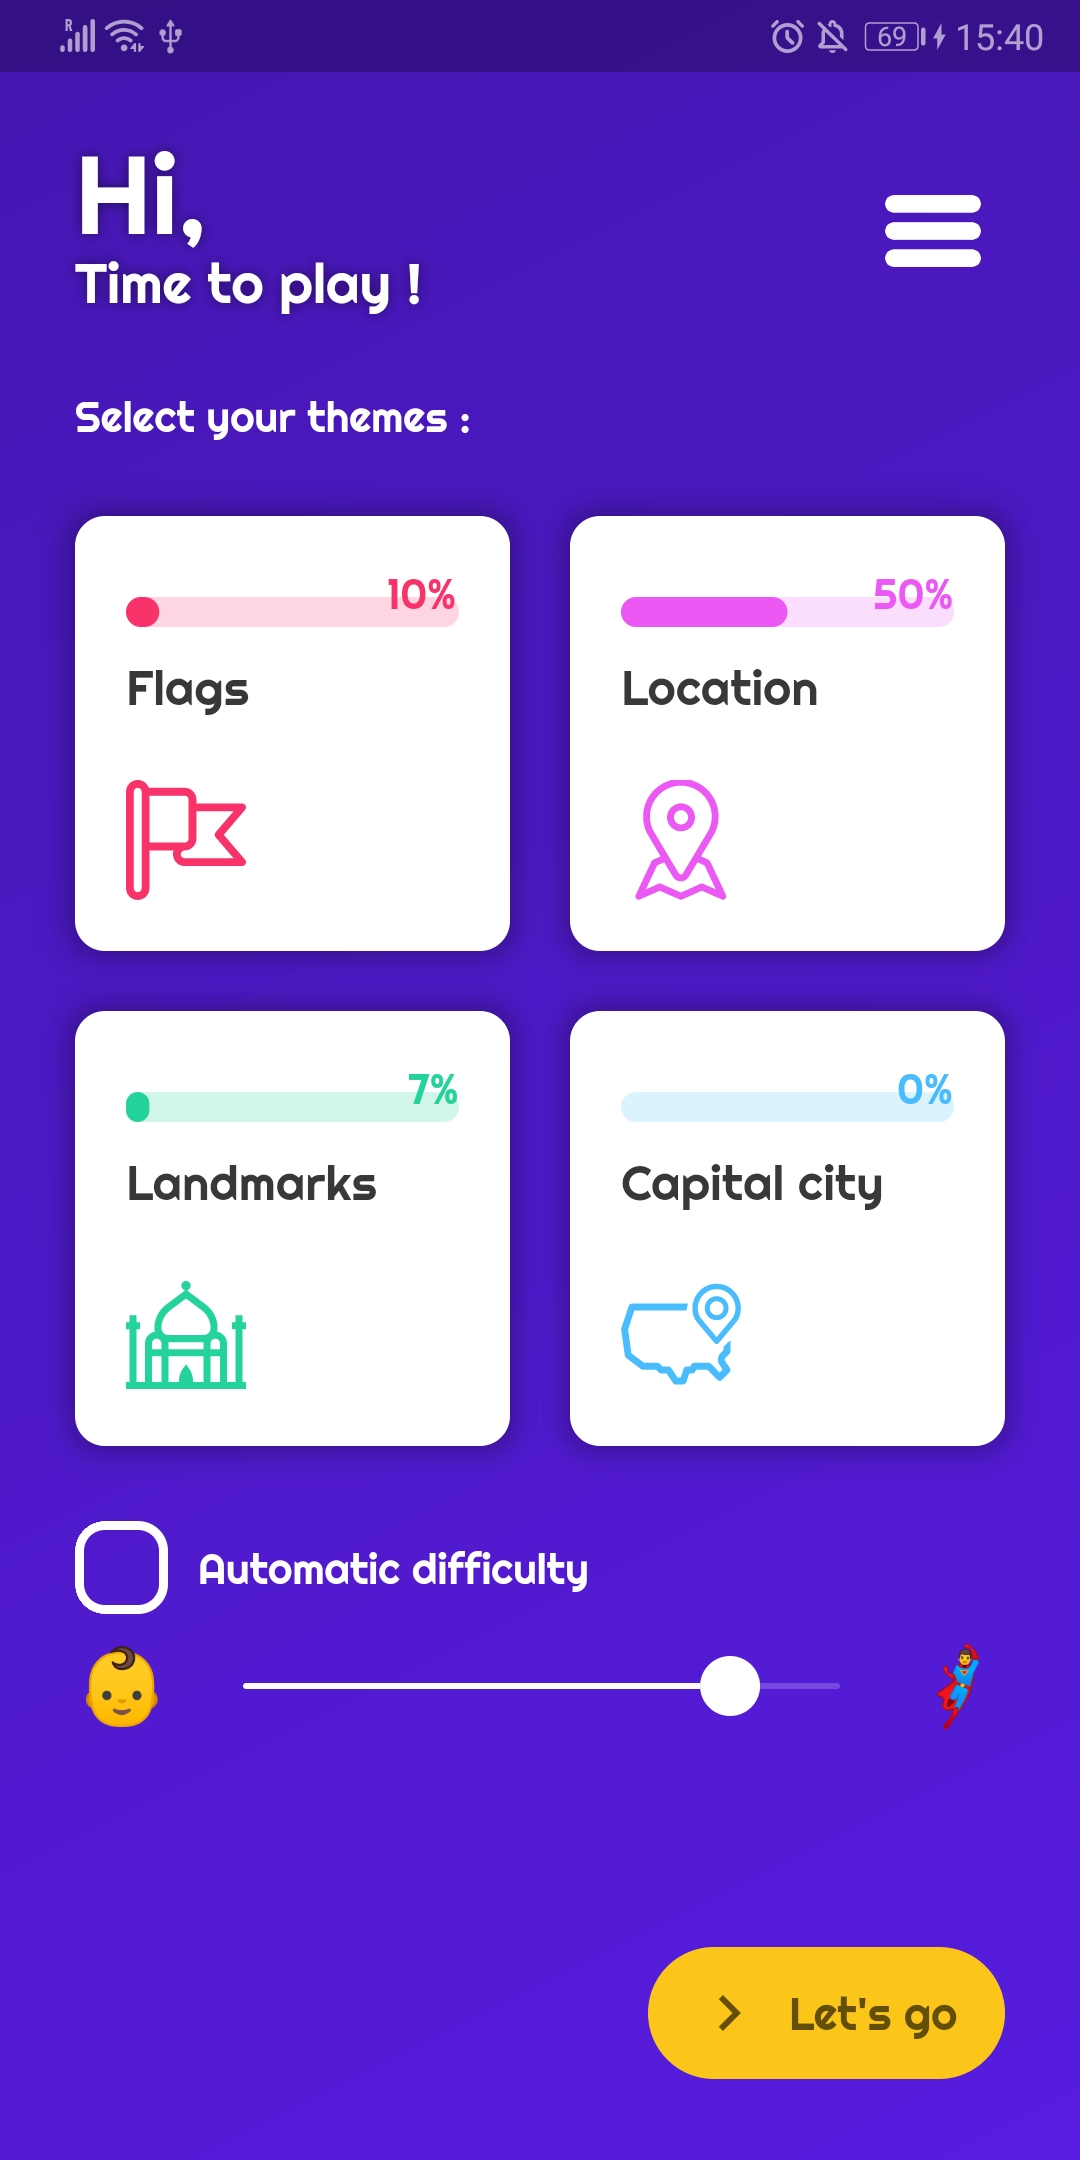 R 69 15:40
Hi,
Time to play !
Select your themes :
10%
Flags
50%
Location
7%
Landmarks
0%
Capital city
Automatic difficulty
Let's go